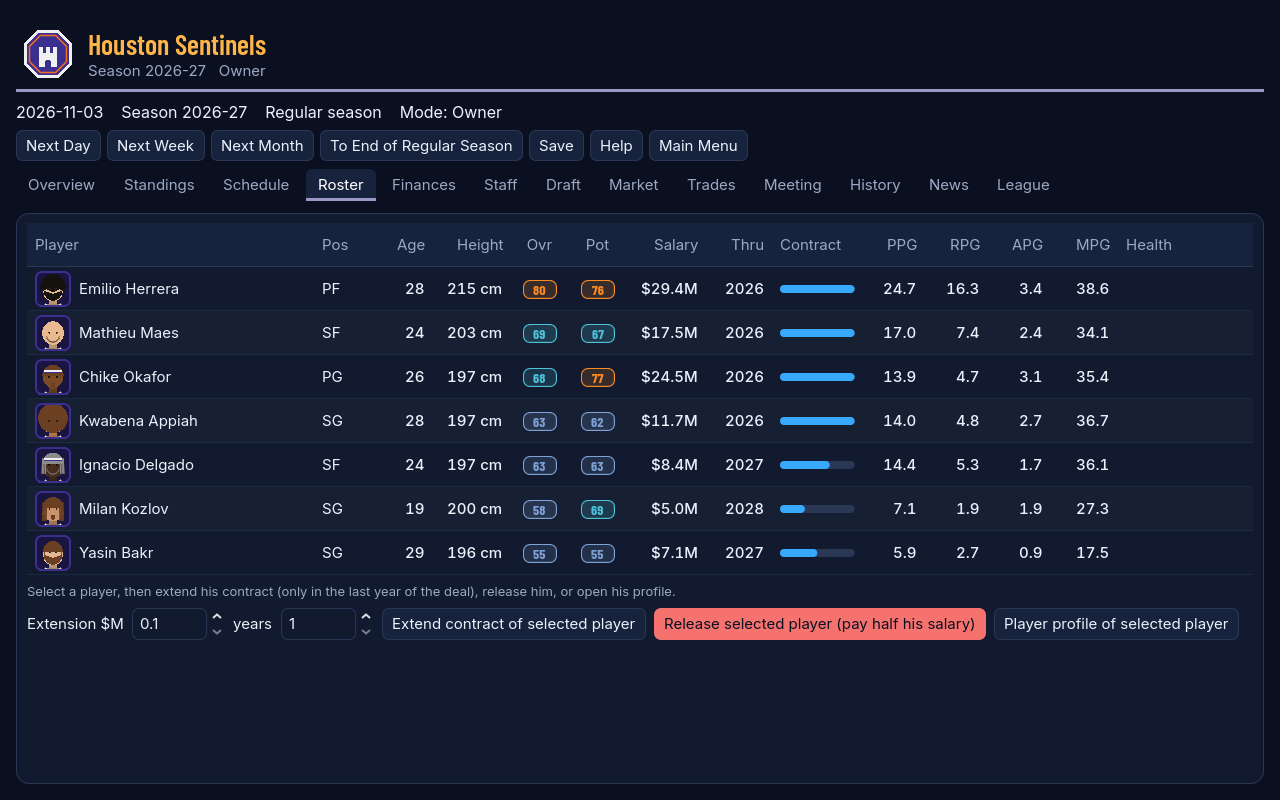 Houston Sentinels
Season 2026-27 Owner
2026-11-03 Season 2026-27 Regular season Mode: Owner
Next Day Next Week Next Month To End of Regular Season Save Help Main Menu
Overview Standings Schedule Roster Finances Staff Draft Market Trades Meeting History News League
Player Pos Age Height Ovr Pot Salary Thru Contract PPG RPG APG MPG Health
Emilio Herrera PF 28 215 cm 80 76 $29.4M 2026 24.7 16.3 3.4 38.6
Mathieu Maes SF 24 203 cm 69 67 $17.5M 2026 17.0 7.4 2.4 34.1
Chike Okafor PG 26 197 cm 68 77 $24.5M 2026 13.9 4.7 3.1 35.4
Kwabena Appiah SG 28 197 cm 63 62 $11.7M 2026 14.0 4.8 2.7 36.7
Ignacio Delgado SF 24 197 cm 63 63 $8.4M 2027 14.4 5.3 1.7 36.1
Milan Kozlov SG 19 200 cm 58 69 $5.0M 2028 7.1 1.9 1.9 27.3
Yasin Bakr SG 29 196 cm 55 55 $7.1M 2027 5.9 2.7 0.9 17.5
Select a player, then extend his contract (only in the last year of the deal), release him, or open his profile.
Extension $M 0.1 years 1 Extend contract of selected player Release selected player (pay half his salary) Player profile of selected player